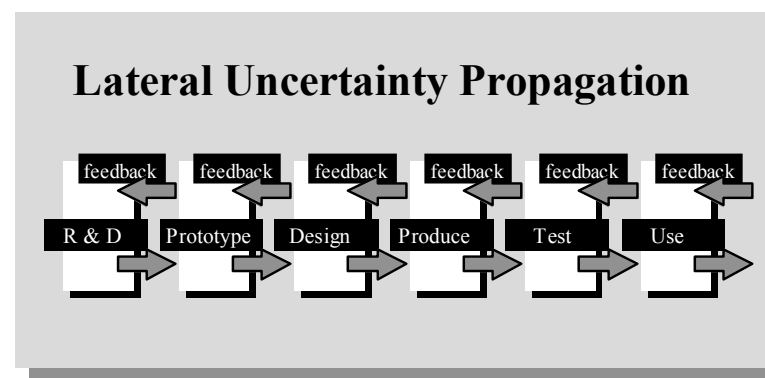 Lateral Uncertainty Propagation
feedback feedback feedback feedback feedback feedback
R & D Prototype Design Produce Test Use